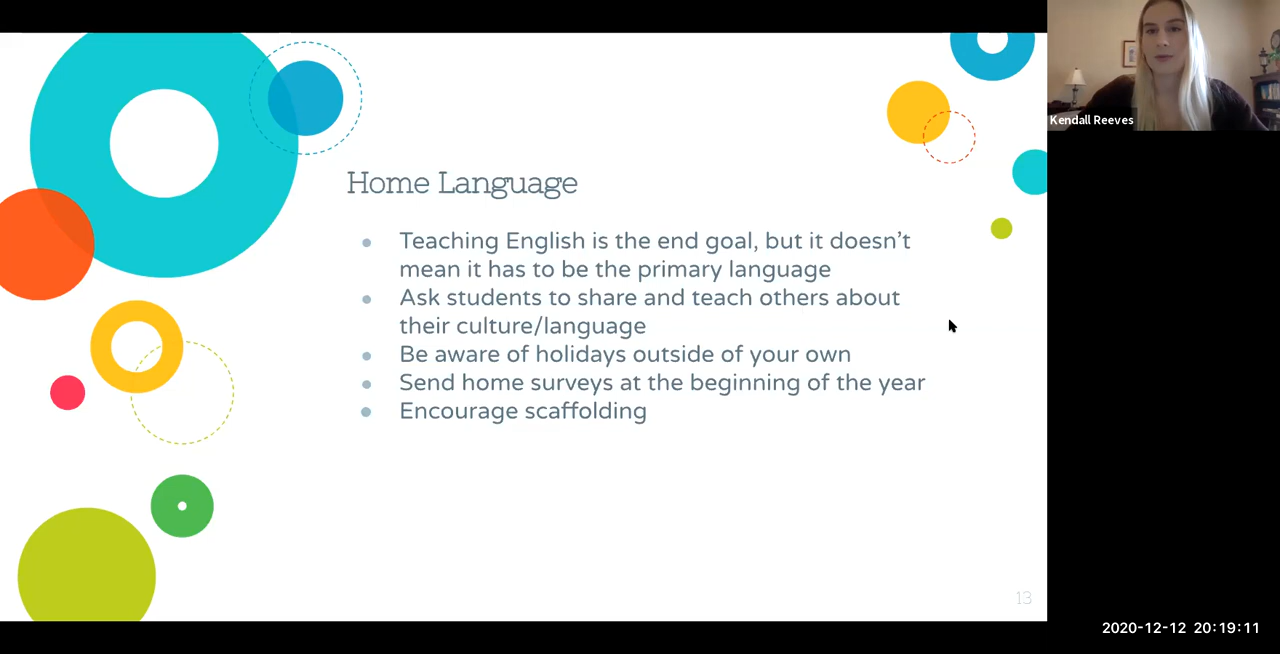 Kendall Reeves
Home Language
● Teaching English is the end goal, but it doesn’t
mean it has to be the primary language
● Ask students to share and teach others about
their culture/language
● Be aware of holidays outside of your own
● Send home surveys at the beginning of the year
● Encourage scaffolding
13
2020-12-12 20:19:11